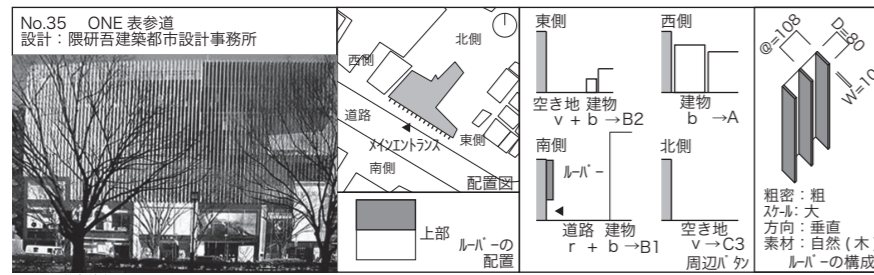 No.35 ONE 表参道
設計：隈研吾建築都市設計事務所
北側
西側
道路
メインエントランス
東側
南側
配置図
上部
ルーバーの
配置
東側
空き地 建物
v + b →B2
西側
建物
b →A
南側
ルーバー
道路 建物
r + b →B1
北側
空き地
v→C3
周辺パタン
@=108
D=80
W=10
粗密：粗
スケール：大
方向：垂直
素材：自然(木)
ルーバーの構成